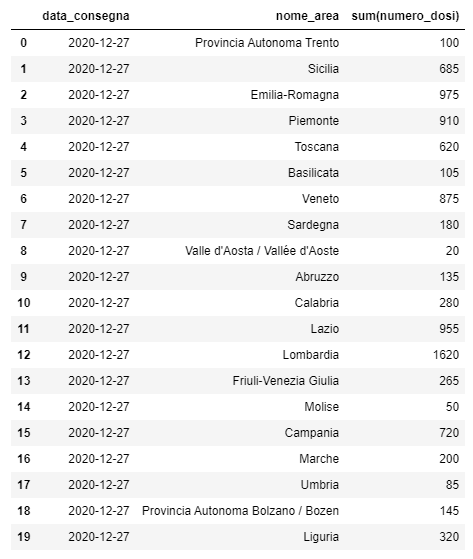 data_consegna nome_area sum(numero_dosi)
0 2020-12-27 Provincia Autonoma Trento 100
1 2020-12-27 Sicilia 685
2 2020-12-27 Emilia-Romagna 975
3 2020-12-27 Piemonte 910
4 2020-12-27 Toscana 620
5 2020-12-27 Basilicata 105
6 2020-12-27 Veneto 875
7 2020-12-27 Sardegna 180
8 2020-12-27 Valle d'Aosta / Vallée d'Aoste 20
9 2020-12-27 Abruzzo 135
10 2020-12-27 Calabria 280
11 2020-12-27 Lazio 955
12 2020-12-27 Lombardia 1620
13 2020-12-27 Friuli-Venezia Giulia 265
14 2020-12-27 Molise 50
15 2020-12-27 Campania 720
16 2020-12-27 Marche 200
17 2020-12-27 Umbria 85
18 2020-12-27 Provincia Autonoma Bolzano / Bozen 145
19 2020-12-27 Liguria 320